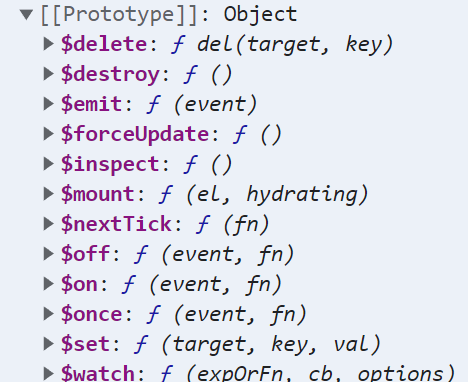 [[Prototype]]: Object
$delete: ƒ del(target, key)
$destroy: ƒ ()
$emit: ƒ (event)
$forceUpdate: ƒ ()
$inspect: ƒ ()
$mount: ƒ (el, hydrating)
$nextTick: ƒ (fn)
$off: ƒ (event, fn)
$on: ƒ (event, fn)
$once: ƒ (event, fn)
$set: ƒ (target, key, val)
$watch: ƒ (expOrFn, cb, options)